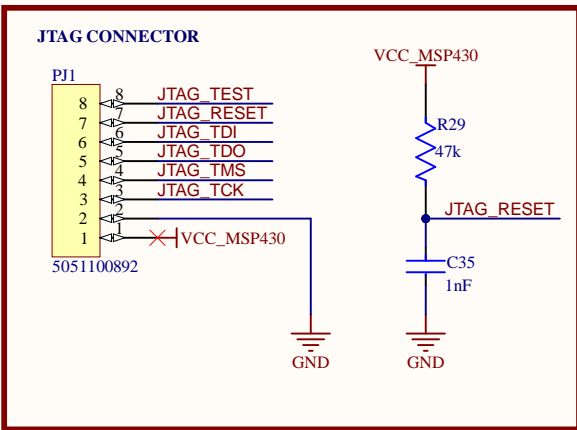 JTAG CONNECTOR
PJ1
8 8 JTAG_TEST
7 7 JTAG_RESET
6 6 JTAG_TDI
5 5 JTAG_TDO
4 4 JTAG_TMS
3 3 JTAG_TCK
2 2
1 1 VCC_MSP430
5051100892
GND
VCC_MSP430
R29
47k
JTAG_RESET
C35
1nF
GND